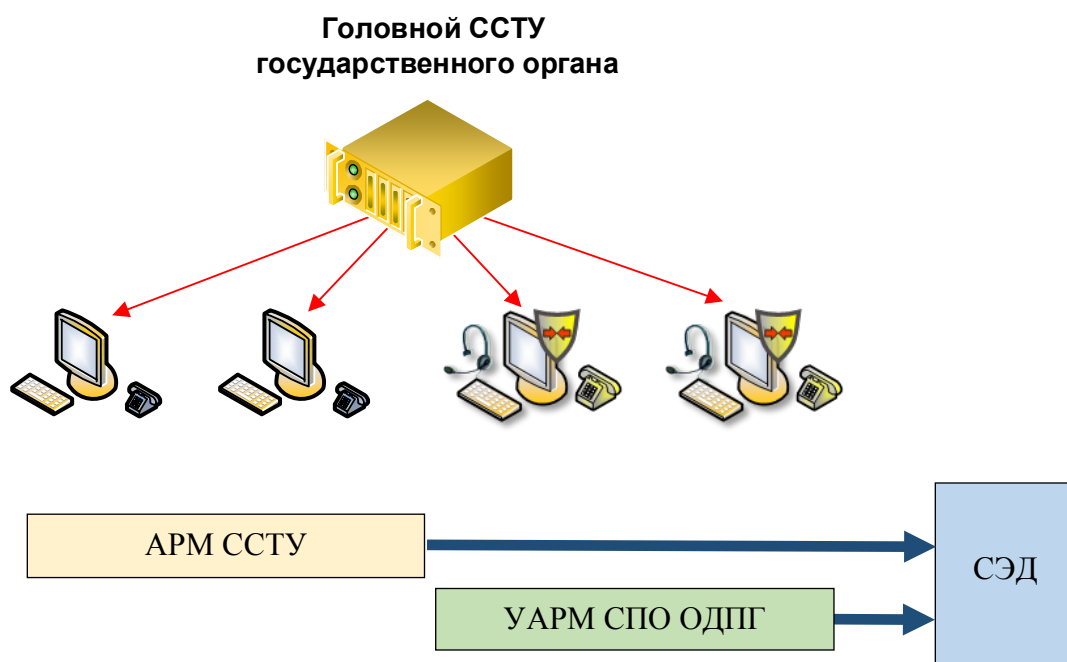 Головной ССТУ
государственного органа
АРМ ССТУ
СЭД
УАРМ СПО ОДПГ